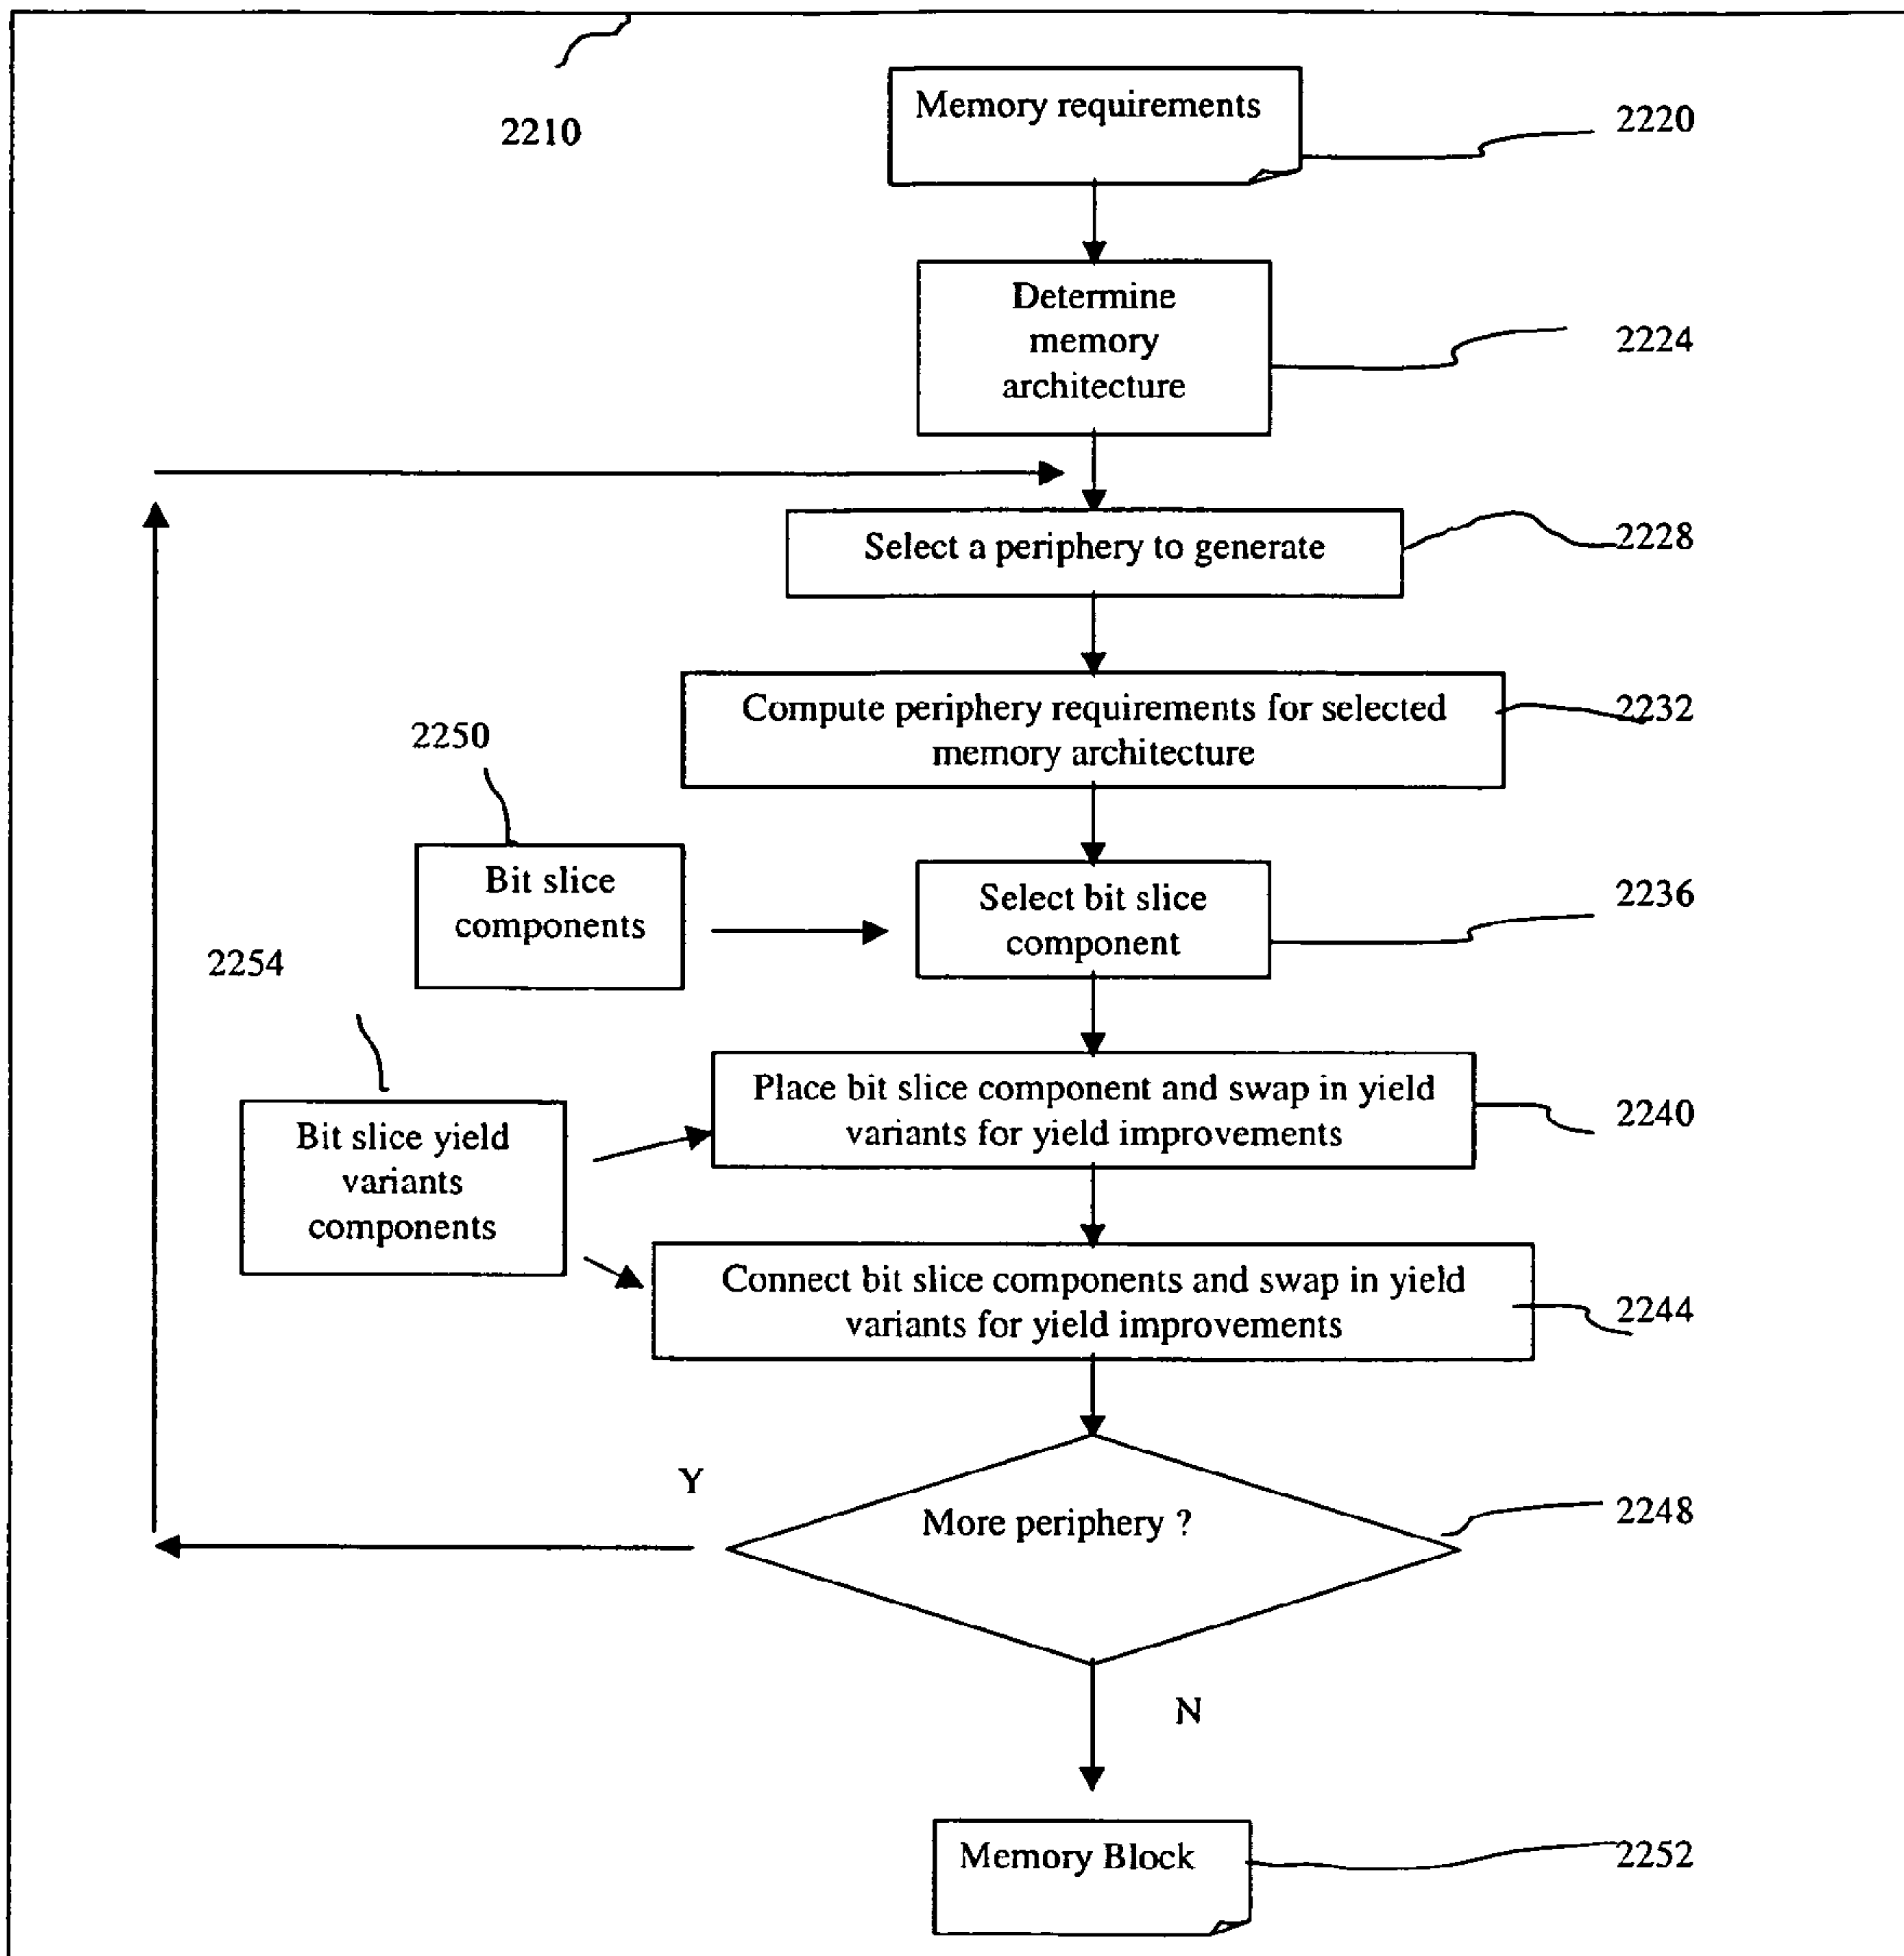 2210
Memory requirements
2220
Determine
memory
architecture
2224
Select a periphery to generate
2228
Compute periphery requirements for selected
memory architecture
2232
2250
Bit slice
components
Select bit slice
component
2236
2254
Bit slice yield
variants
components
Place bit slice component and swap in yield
variants for yield improvements
2240
Connect bit slice components and swap in yield
variants for yield improvements
2244
Y
More periphery ?
2248
N
Memory Block
2252